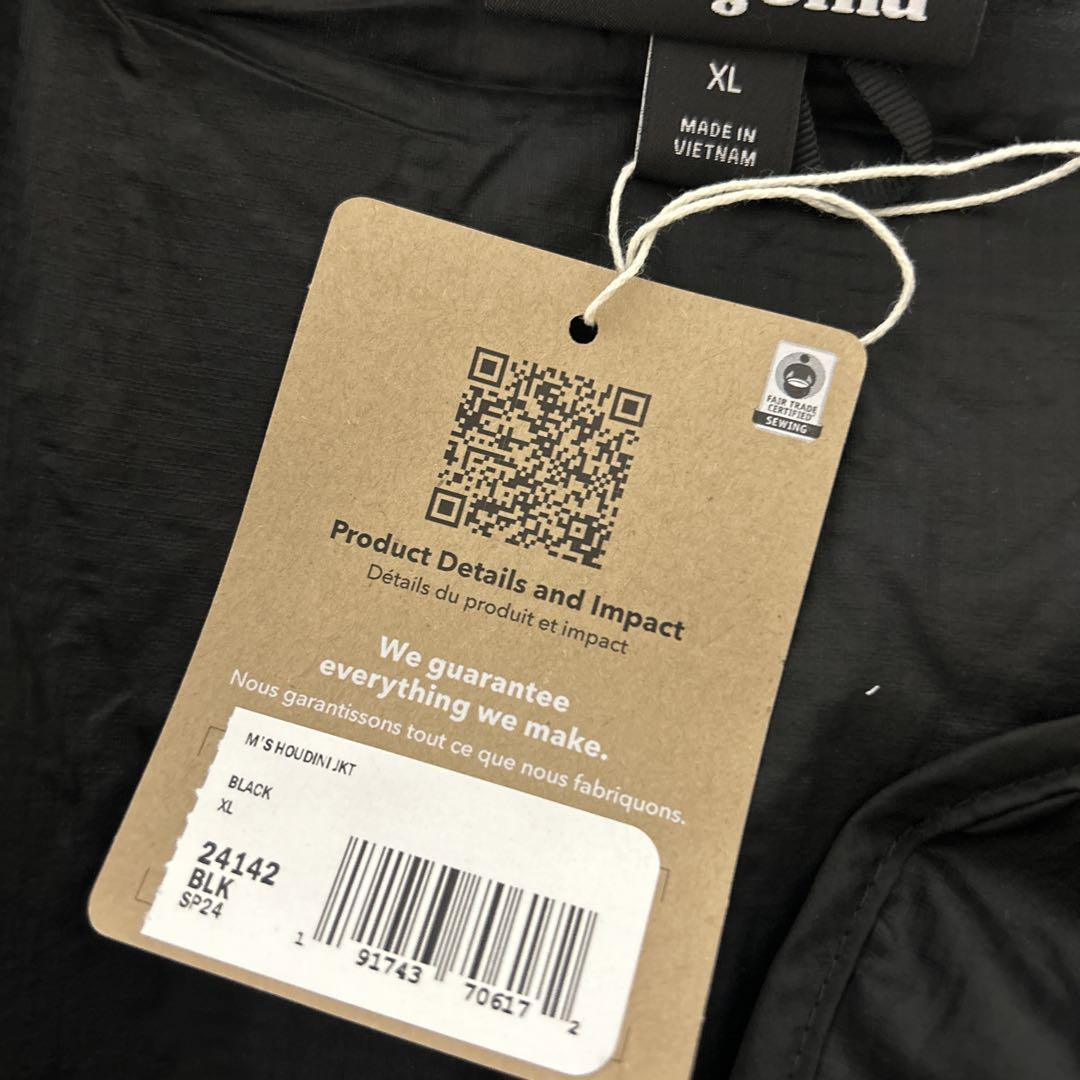 XL
MADE IN
VIETNAM
FAIR TRADE
CERTIFIED
SEWING
Product Details and Impact
Détails du produit et impact
We guarantee
everything we make.
Nous garantissons tout ce que nous fabriquons.
M'S HOUDINI JKT
BLACK
XL
24142
BLK
SP24
1 91743 70617 2